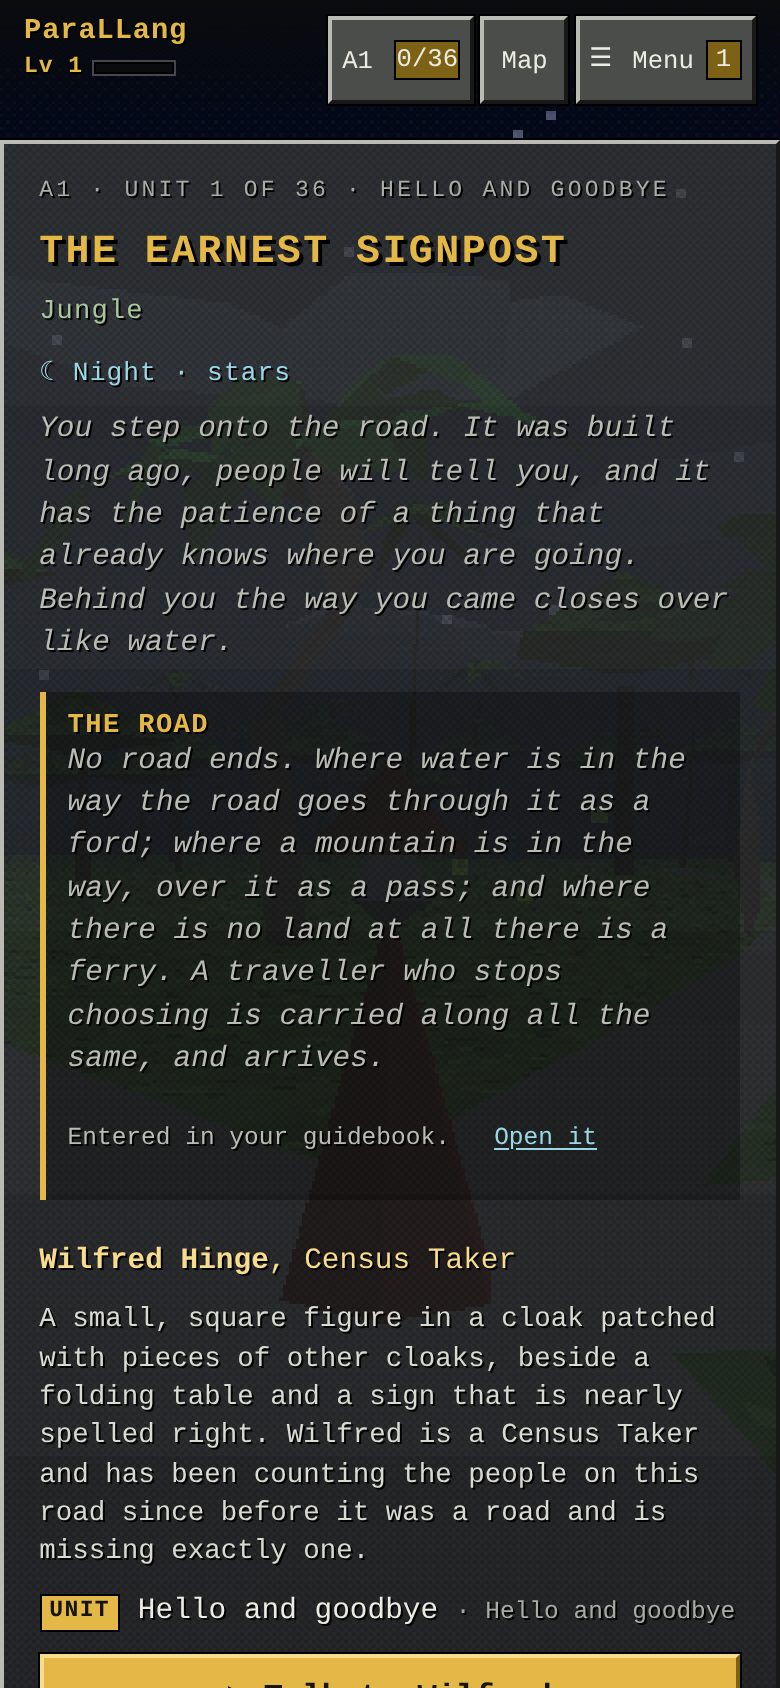 ParaLLang
Lv 1
A1 0/36
Map
☰ Menu 1
A1 · UNIT 1 OF 36 · HELLO AND GOODBYE
THE EARNEST SIGNPOST
Jungle
☾ Night · stars
You step onto the road. It was built
long ago, people will tell you, and it
has the patience of a thing that
already knows where you are going.
Behind you the way you came closes over
like water.
THE ROAD
No road ends. Where water is in the
way the road goes through it as a
ford; where a mountain is in the
way, over it as a pass; and where
there is no land at all there is a
ferry. A traveller who stops
choosing is carried along all the
same, and arrives.
Entered in your guidebook. Open it
Wilfred Hinge, Census Taker
A small, square figure in a cloak patched
with pieces of other cloaks, beside a
folding table and a sign that is nearly
spelled right. Wilfred is a Census Taker
and has been counting the people on this
road since before it was a road and is
missing exactly one.
UNIT Hello and goodbye · Hello and goodbye